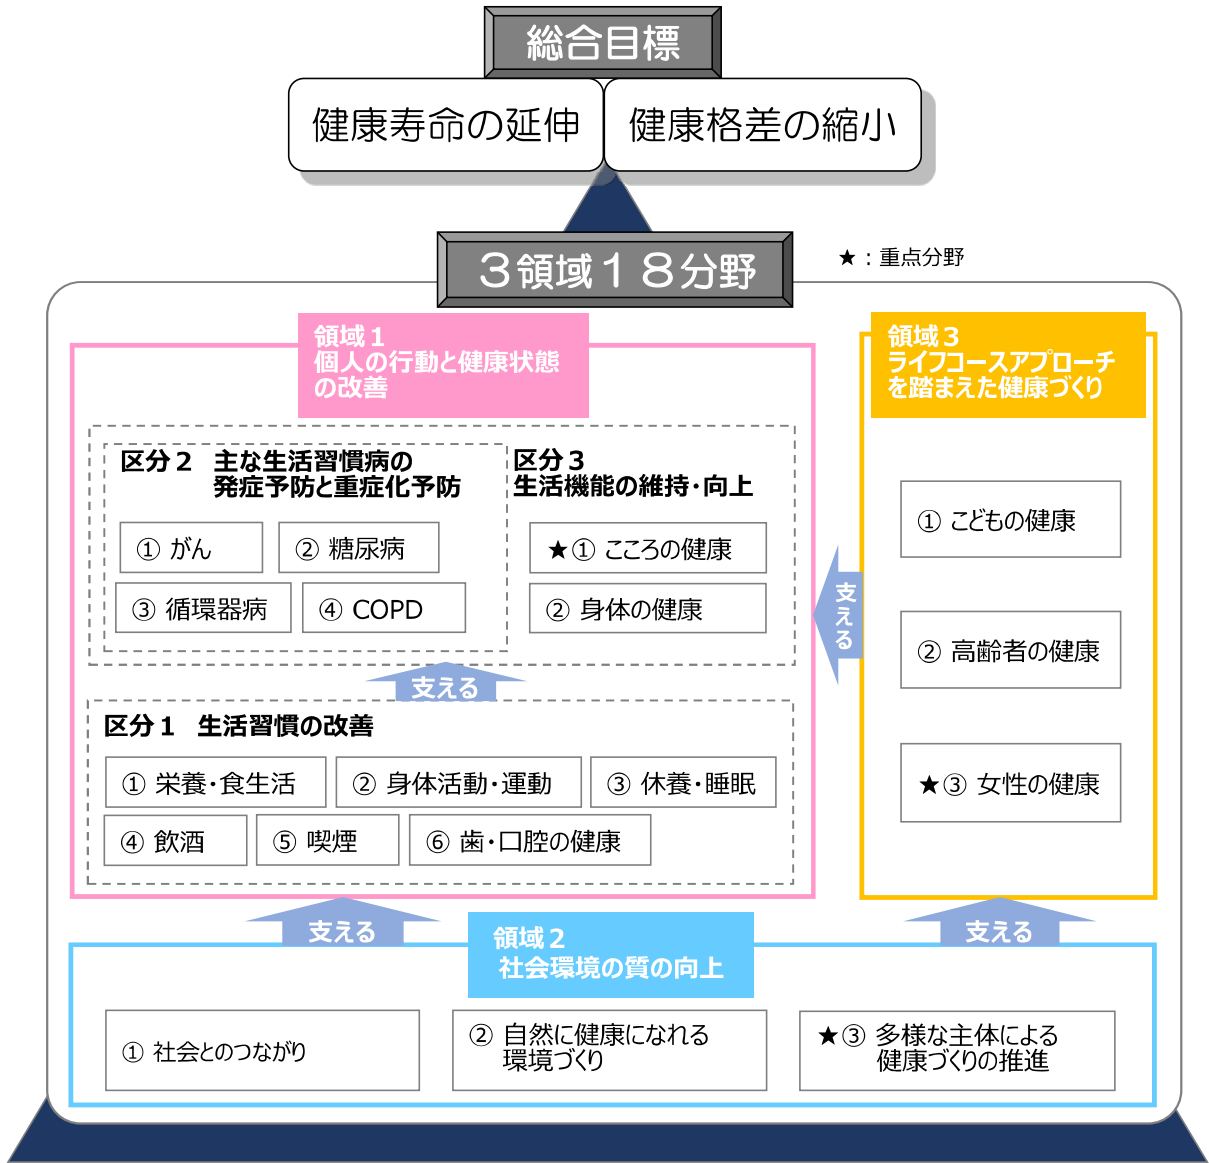 総合目標
健康寿命の延伸
健康格差の縮小
３領域１８分野
★：重点分野
領域１
個人の行動と健康状態
の改善
区分２　主な生活習慣病の
発症予防と重症化予防
① がん
② 糖尿病
③ 循環器病
④ COPD
区分３
生活機能の維持・向上
★① こころの健康
② 身体の健康
支える
区分１　生活習慣の改善
① 栄養・食生活
② 身体活動・運動
③ 休養・睡眠
④ 飲酒
⑤ 喫煙
⑥ 歯・口腔の健康
領域３
ライフコースアプローチ
を踏まえた健康づくり
① こどもの健康
② 高齢者の健康
★③ 女性の健康
支える
支える
支える
領域２
社会環境の質の向上
① 社会とのつながり
② 自然に健康になれる
環境づくり
★③ 多様な主体による
健康づくりの推進